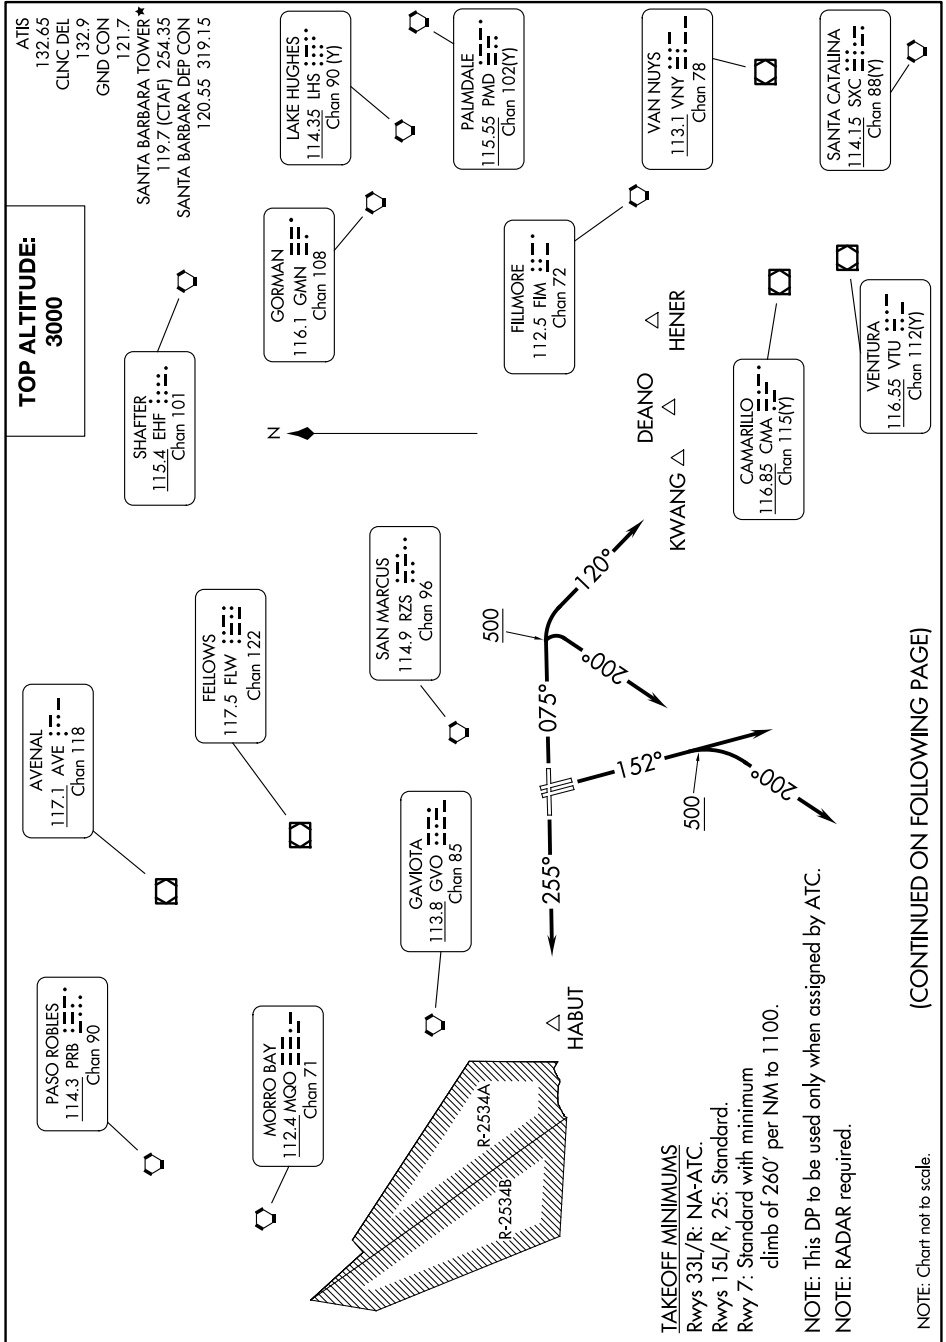 TOP ALTITUDE:
3000
ATIS
132.65
CLNC DEL
132.9
GND CON
121.7
SANTA BARBARA TOWER★
119.7 (CTAF) 254.35
SANTA BARBARA DEP CON
120.55 319.15
PASO ROBLES
114.3 PRB
Chan 90
AVENAL
117.1 AVE
Chan 118
SHAFTER
115.4 EHF
Chan 101
MORRO BAY
112.4 MQO
Chan 71
FELLOWS
117.5 FLW
Chan 122
GORMAN
116.1 GMN
Chan 108
LAKE HUGHES
114.35 LHS
Chan 90 (Y)
N
GAVIOTA
113.8 GVO
Chan 85
SAN MARCUS
114.9 RZS
Chan 96
PALMDALE
115.55 PMD
Chan 102(Y)
FILLMORE
112.5 FIM
Chan 72
R-2534A
R-2534B
HABUT
255°
075°
500
120°
200°
152°
500
200°
KWANG
DEANO
HENER
VAN NUYS
113.1 VNY
Chan 78
CAMARILLO
116.85 CMA
Chan 115(Y)
VENTURA
116.55 VTU
Chan 112(Y)
SANTA CATALINA
114.15 SXC
Chan 88(Y)
TAKEOFF MINIMUMS
Rwys 33L/R: NA-ATC.
Rwys 15L/R, 25: Standard.
Rwy 7: Standard with minimum
climb of 260' per NM to 1100.
NOTE: This DP to be used only when assigned by ATC.
NOTE: RADAR required.
(CONTINUED ON FOLLOWING PAGE)
NOTE: Chart not to scale.